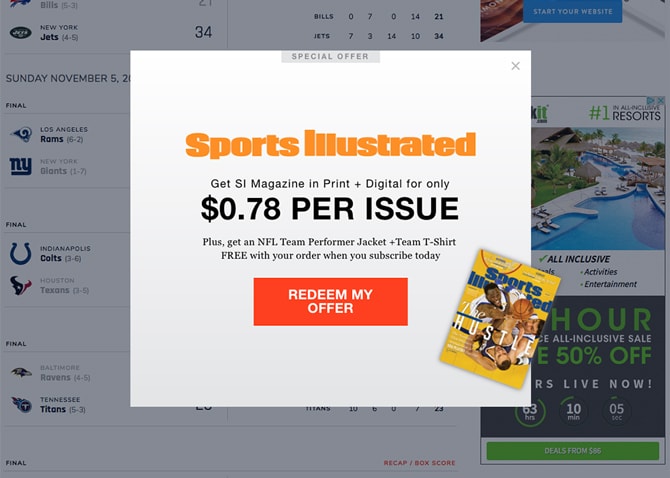 Bills (5-3)
21
BILLS 0 7 0 14 21
NEW YORK
Jets (4-5)
34
JETS 7 3 14 10 34
START YOUR WEBSITE
SUNDAY NOVEMBER 5, 20
FINAL
LOS ANGELES
Rams (6-2)
NEW YORK
Giants (1-7)
FINAL
INDIANAPOLIS
Colts (3-6)
HOUSTON
Texans (3-5)
FINAL
BALTIMORE
Ravens (4-5)
TENNESSEE
Titans (5-3)
TITANS 10 6 0 7 23
FINAL
RECAP / BOX SCORE
SPECIAL OFFER
Sports Illustrated
Get SI Magazine in Print + Digital for only
$0.78 PER ISSUE
Plus, get an NFL Team Performer Jacket +Team T-Shirt
FREE with your order when you subscribe today
REDEEM MY
OFFER
Sports
Illustrated
The
HUSTLE
kit
.com
#1 IN ALL-INCLUSIVE
RESORTS
✓ALL INCLUSIVE
als • Activities
• Entertainment
HOUR
CE ALL-INCLUSIVE SALE
E 50% OFF
RS LIVE NOW!
63 10 05
hrs min sec
DEALS FROM $86